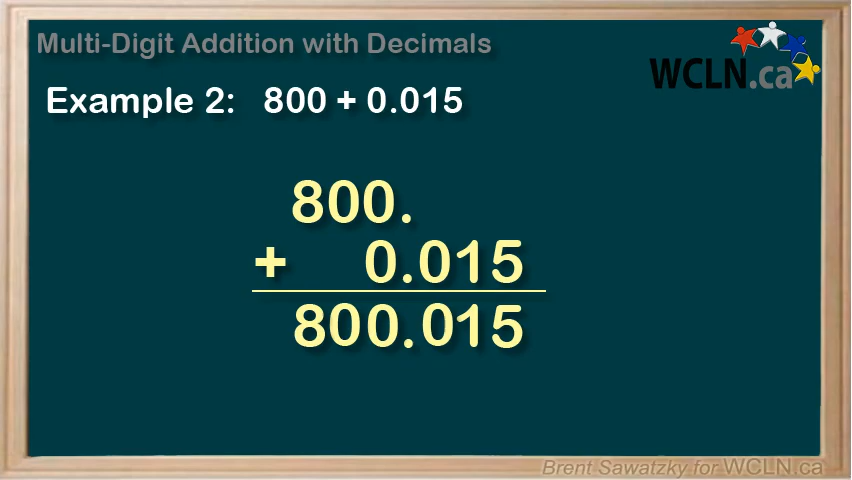 Multi-Digit Addition with Decimals
WCLN.ca
Example 2: 800 + 0.015
800.
+ 0.015
800.015
Brent Sawatzky for WCLN.ca